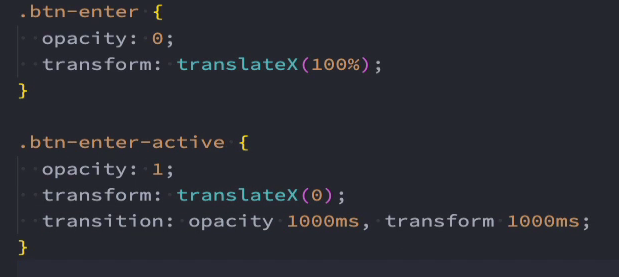 .btn-enter {
  opacity: 0;
  transform: translateX(100%);
}

.btn-enter-active {
  opacity: 1;
  transform: translateX(0);
  transition: opacity 1000ms, transform 1000ms;
}